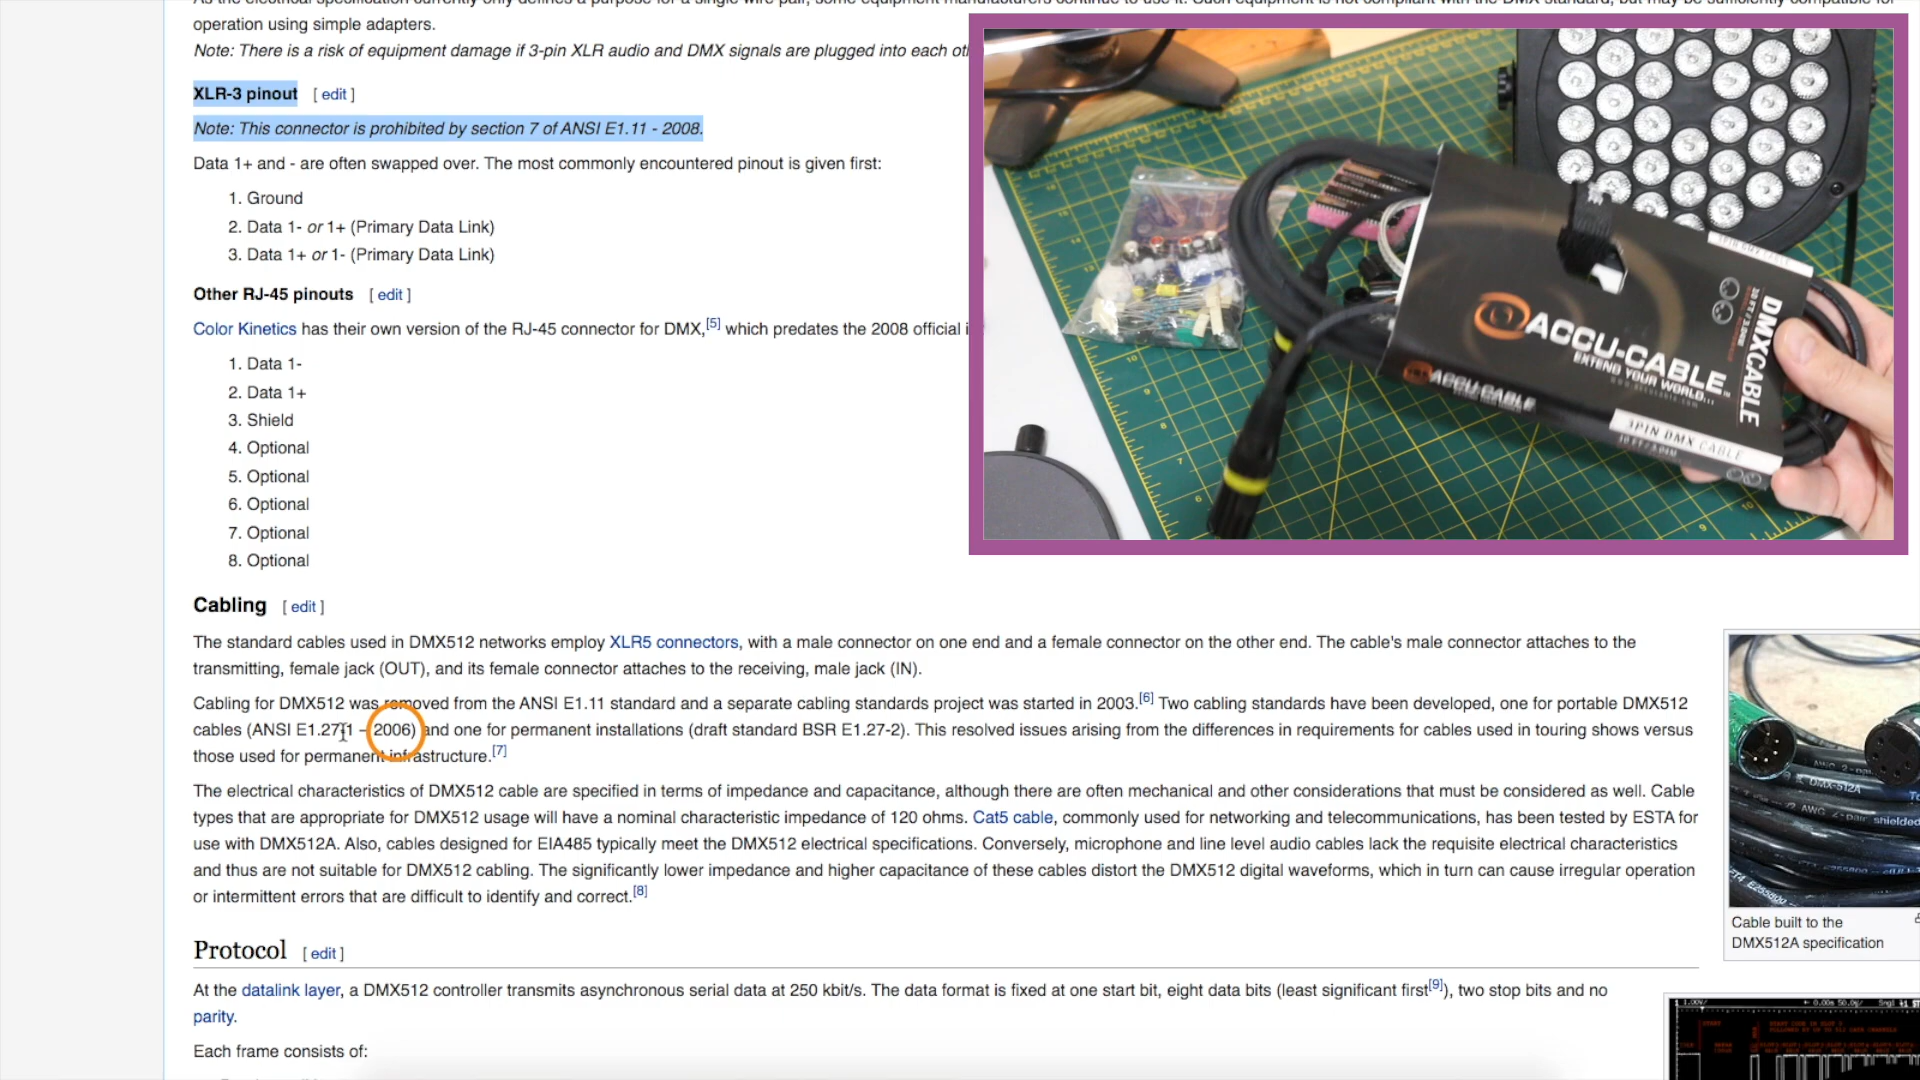 operation using simple adapters.
Note: There is a risk of equipment damage if 3-pin XLR audio and DMX signals are plugged into each
XLR-3 pinout [ edit ]
Note: This connector is prohibited by section 7 of ANSI E1.11 - 2008.
Data 1+ and - are often swapped over. The most commonly encountered pinout is given first:
1. Ground
2. Data 1- or 1+ (Primary Data Link)
3. Data 1+ or 1- (Primary Data Link)
Other RJ-45 pinouts [ edit ]
Color Kinetics has their own version of the RJ-45 connector for DMX,[5] which predates the 2008 official
1. Data 1-
2. Data 1+
3. Shield
4. Optional
5. Optional
6. Optional
7. Optional
8. Optional
ACCU-CABLE
EXTEND YOUR WORLD...
DMX CABLE
ACCU-CABLE
3PIN DMX CABLE
Cabling [ edit ]
The standard cables used in DMX512 networks employ XLR5 connectors, with a male connector on one end and a female connector on the other end. The cable's male connector attaches to the
transmitting, female jack (OUT), and its female connector attaches to the receiving, male jack (IN).
Cabling for DMX512 was removed from the ANSI E1.11 standard and a separate cabling standards project was started in 2003.[6] Two cabling standards have been developed, one for portable DMX512
cables (ANSI E1.27-1 – 2006) and one for permanent installations (draft standard BSR E1.27-2). This resolved issues arising from the differences in requirements for cables used in touring shows versus
those used for permanent infrastructure.[7]
The electrical characteristics of DMX512 cable are specified in terms of impedance and capacitance, although there are often mechanical and other considerations that must be considered as well. Cable
types that are appropriate for DMX512 usage will have a nominal characteristic impedance of 120 ohms. Cat5 cable, commonly used for networking and telecommunications, has been tested by ESTA for
use with DMX512A. Also, cables designed for EIA485 typically meet the DMX512 electrical specifications. Conversely, microphone and line level audio cables lack the requisite electrical characteristics
and thus are not suitable for DMX512 cabling. The significantly lower impedance and higher capacitance of these cables distort the DMX512 digital waveforms, which in turn can cause irregular operation
or intermittent errors that are difficult to identify and correct.[8]
Cable built to the
DMX512A specification
Protocol [ edit ]
At the datalink layer, a DMX512 controller transmits asynchronous serial data at 250 kbit/s. The data format is fixed at one start bit, eight data bits (least significant first[9]), two stop bits and no
parity.
Each frame consists of: